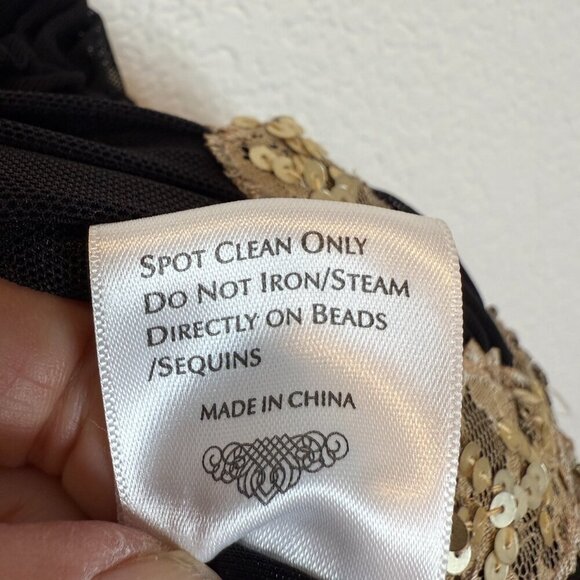 SPOT CLEAN ONLY
DO NOT IRON/STEAM
DIRECTLY ON BEADS
/SEQUINS
MADE IN CHINA